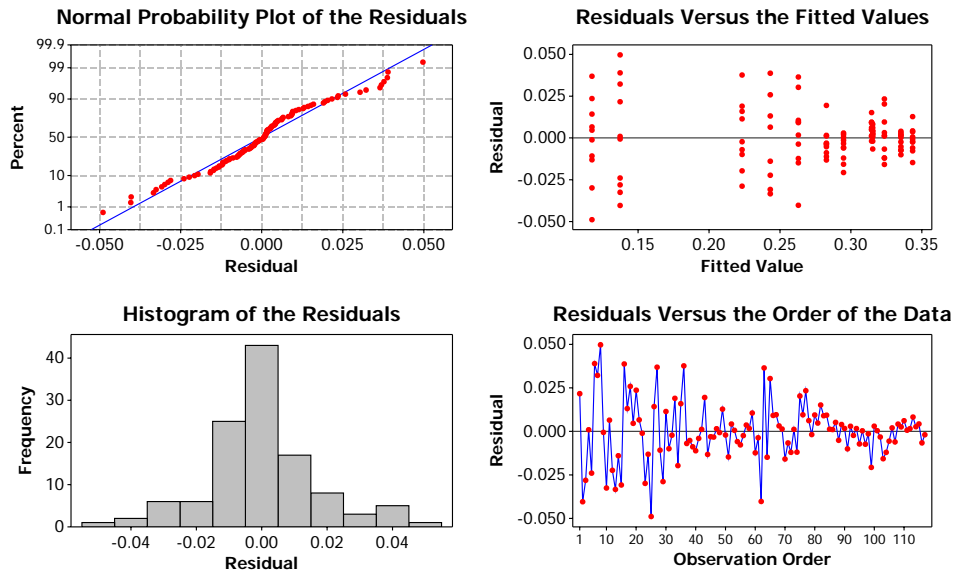 Normal Probability Plot of the Residuals
99.9
99
90
50
10
1
0.1
Percent
-0.050 -0.025 0.000 0.025 0.050
Residual
Residuals Versus the Fitted Values
0.050
0.025
0.000
-0.025
-0.050
Residual
0.15 0.20 0.25 0.30 0.35
Fitted Value
Histogram of the Residuals
40
30
20
10
0
Frequency
-0.04 -0.02 0.00 0.02 0.04
Residual
Residuals Versus the Order of the Data
0.050
0.025
0.000
-0.025
-0.050
Residual
1 10 20 30 40 50 60 70 80 90 100 110
Observation Order